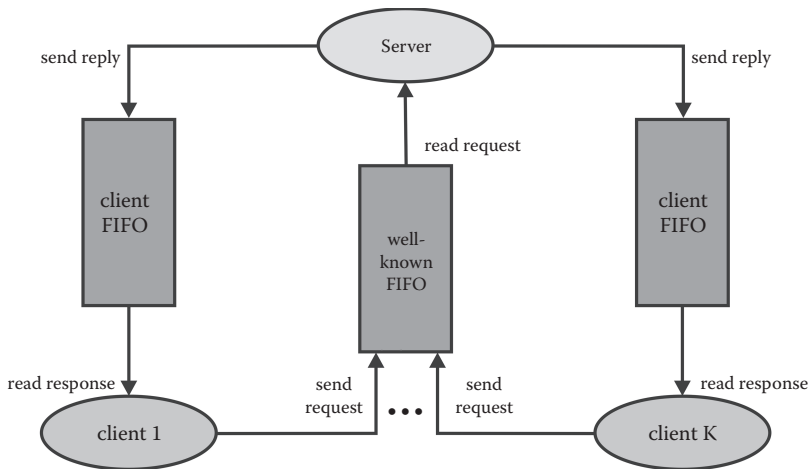 Server
send reply
send reply
read request
client
FIFO
well-
known
FIFO
client
FIFO
read response
send
request
...
send
request
read response
client 1
client K